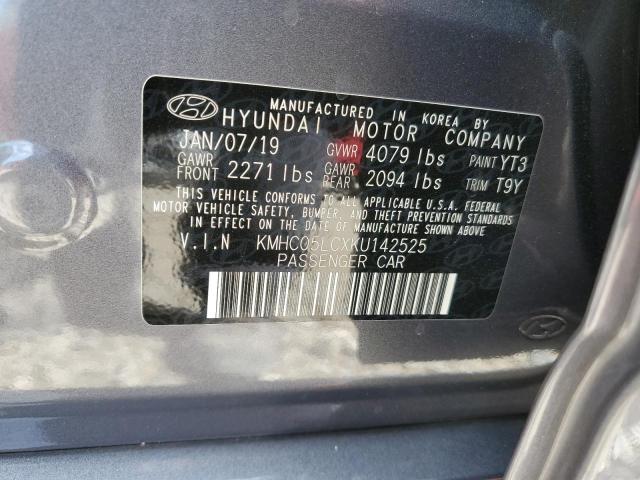 MANUFACTURED IN KOREA BY
HYUNDAI MOTOR COMPANY
JAN/07/19 GVWR 4079 lbs PAINT YT3
GAWR FRONT 2271 lbs GAWR REAR 2094 lbs TRIM T9Y
THIS VEHICLE CONFORMS TO ALL APPLICABLE U.S.A. FEDERAL
MOTOR VEHICLE SAFETY, BUMPER, AND THEFT PREVENTION
STANDARDS IN EFFECT ON THE DATE OF MANUFACTURE SHOWN ABOVE.
V.I.N KMHC05LCXKU142525
PASSENGER CAR